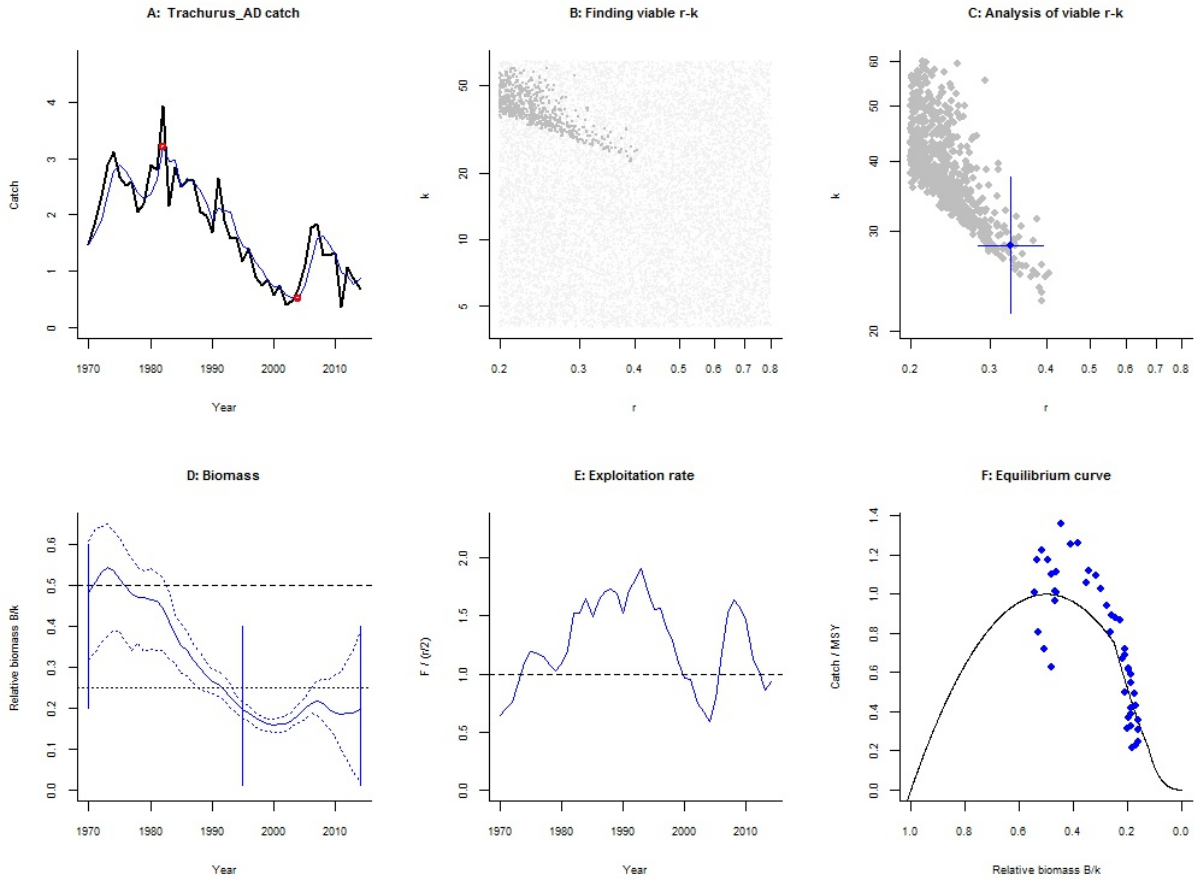 A: Trachurus_AD catch
Catch
4
3
2
1
0
1970 1980 1990 2000 2010
Year
B: Finding viable r-k
k
50
20
10
5
0.2 0.3 0.4 0.5 0.6 0.7 0.8
r
C: Analysis of viable r-k
k
60
50
40
30
20
0.2 0.3 0.4 0.5 0.6 0.7 0.8
r
D: Biomass
Relative biomass B/k
0.6
0.5
0.4
0.3
0.2
0.1
0.0
1970 1980 1990 2000 2010
Year
E: Exploitation rate
F / (r/2)
2.0
1.5
1.0
0.5
0.0
1970 1980 1990 2000 2010
Year
F: Equilibrium curve
Catch / MSY
1.4
1.2
1.0
0.8
0.6
0.4
0.2
0.0
1.0 0.8 0.6 0.4 0.2 0.0
Relative biomass B/k